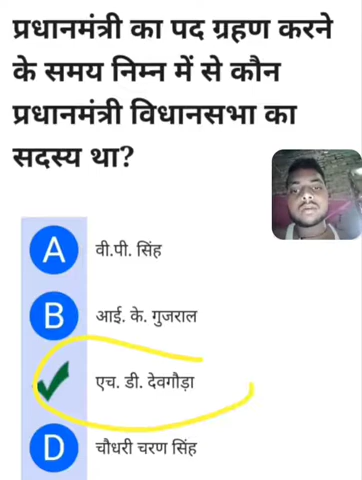 प्रधानमंत्री का पद ग्रहण करने
के समय निम्न में से कौन
प्रधानमंत्री विधानसभा का
सदस्य था?
A वी.पी. सिंह
B आई. के. गुजराल
एच. डी. देवगौड़ा
D चौधरी चरण सिंह